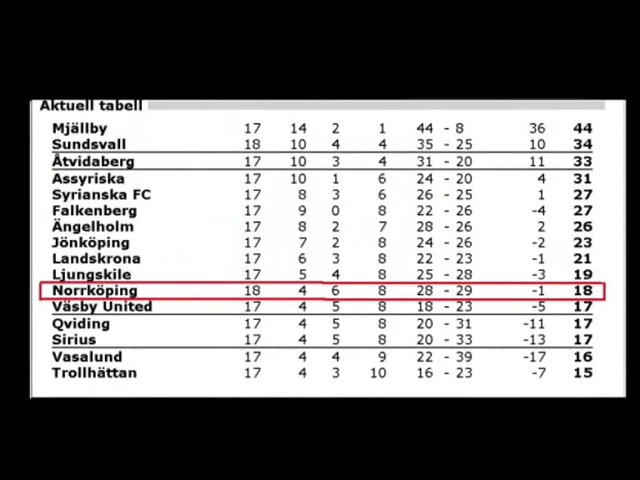 Aktuell tabell
Mjällby 17 14 2 1 44 - 8 36 44
Sundsvall 18 10 4 4 35 - 25 10 34
Åtvidaberg 17 10 3 4 31 - 20 11 33
Assyriska 17 10 1 6 24 - 20 4 31
Syrianska FC 17 8 3 6 26 - 25 1 27
Falkenberg 17 9 0 8 22 - 26 -4 27
Ängelholm 17 8 2 7 28 - 26 2 26
Jönköping 17 7 2 8 24 - 26 -2 23
Landskrona 17 6 3 8 22 - 23 -1 21
Ljungskile 17 5 4 8 25 - 28 -3 19
Norrköping 18 4 6 8 28 - 29 -1 18
Väsby United 17 4 5 8 18 - 23 -5 17
Qviding 17 4 5 8 20 - 31 -11 17
Sirius 17 4 5 8 20 - 33 -13 17
Vasalund 17 4 4 9 22 - 39 -17 16
Trollhättan 17 4 3 10 16 - 23 -7 15